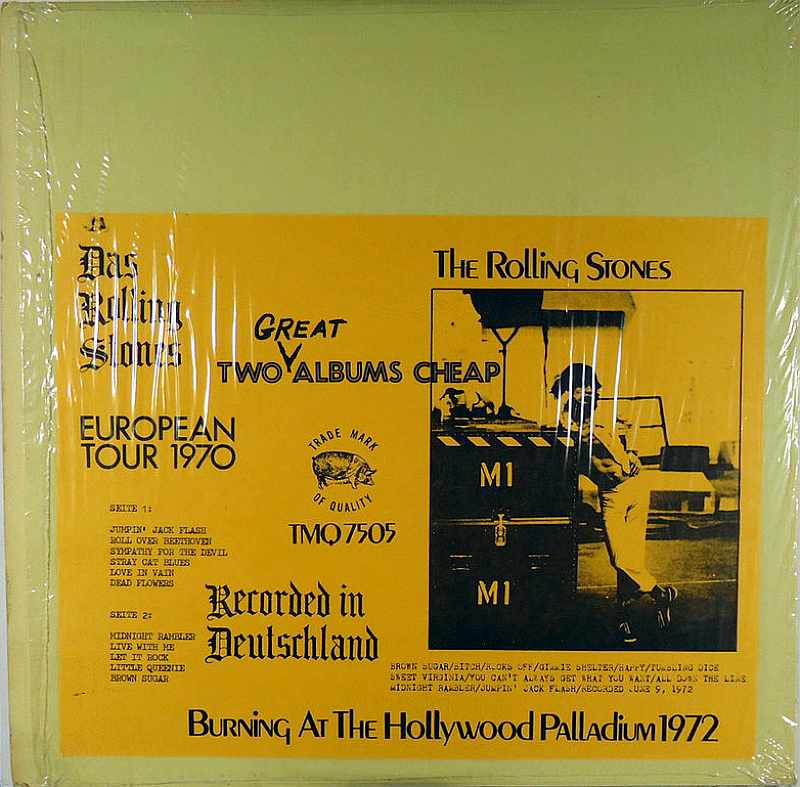 Das
Rolling
Stones
EUROPEAN
TOUR 1970
GREAT
TWO ALBUMS CHEAP
TRADE MARK
OF QUALITY
TMQ 7505
SEITE 1:
JUMPIN' JACK FLASH
ROLL OVER BEETHOVEN
SYMPATHY FOR THE DEVIL
STRAY CAT BLUES
LOVE IN VAIN
DEAD FLOWERS
SEITE 2:
MIDNIGHT RAMBLER
LIVE WITH ME
LET IT ROCK
LITTLE QUEENIE
BROWN SUGAR
Recorded in
Deutschland
The Rolling Stones
M1
M1
BROWN SUGAR/BITCH/ROCKS OFF/GIMMIE SHELTER/HAPPY/TUMBLING DICE
SWEET VIRGINIA/YOU CAN'T ALWAYS GET WHAT YOU WANT/ALL DOWN THE LINE
MIDNIGHT RAMBLER/JUMPIN' JACK FLASH/RECORDED JUNE 9, 1972
Burning At The Hollywood Palladium 1972